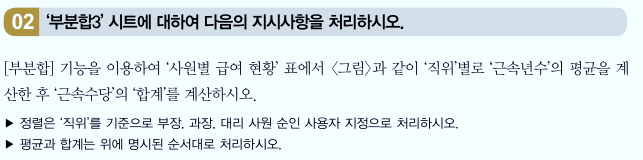 02 ‘부분합3’ 시트에 대하여 다음의 지시사항을 처리하시오.
[부분합] 기능을 이용하여 ‘사원별 급여 현황’ 표에서 〈그림〉과 같이 ‘직위’별로 ‘근속년수’의 평균을 계
산한 후 ‘근속수당’의 ‘합계’를 계산하시오.
▶ 정렬은 ‘직위’를 기준으로 부장, 과장, 대리 사원 순인 사용자 지정으로 처리하시오.
▶ 평균과 합계는 위에 명시된 순서대로 처리하시오.